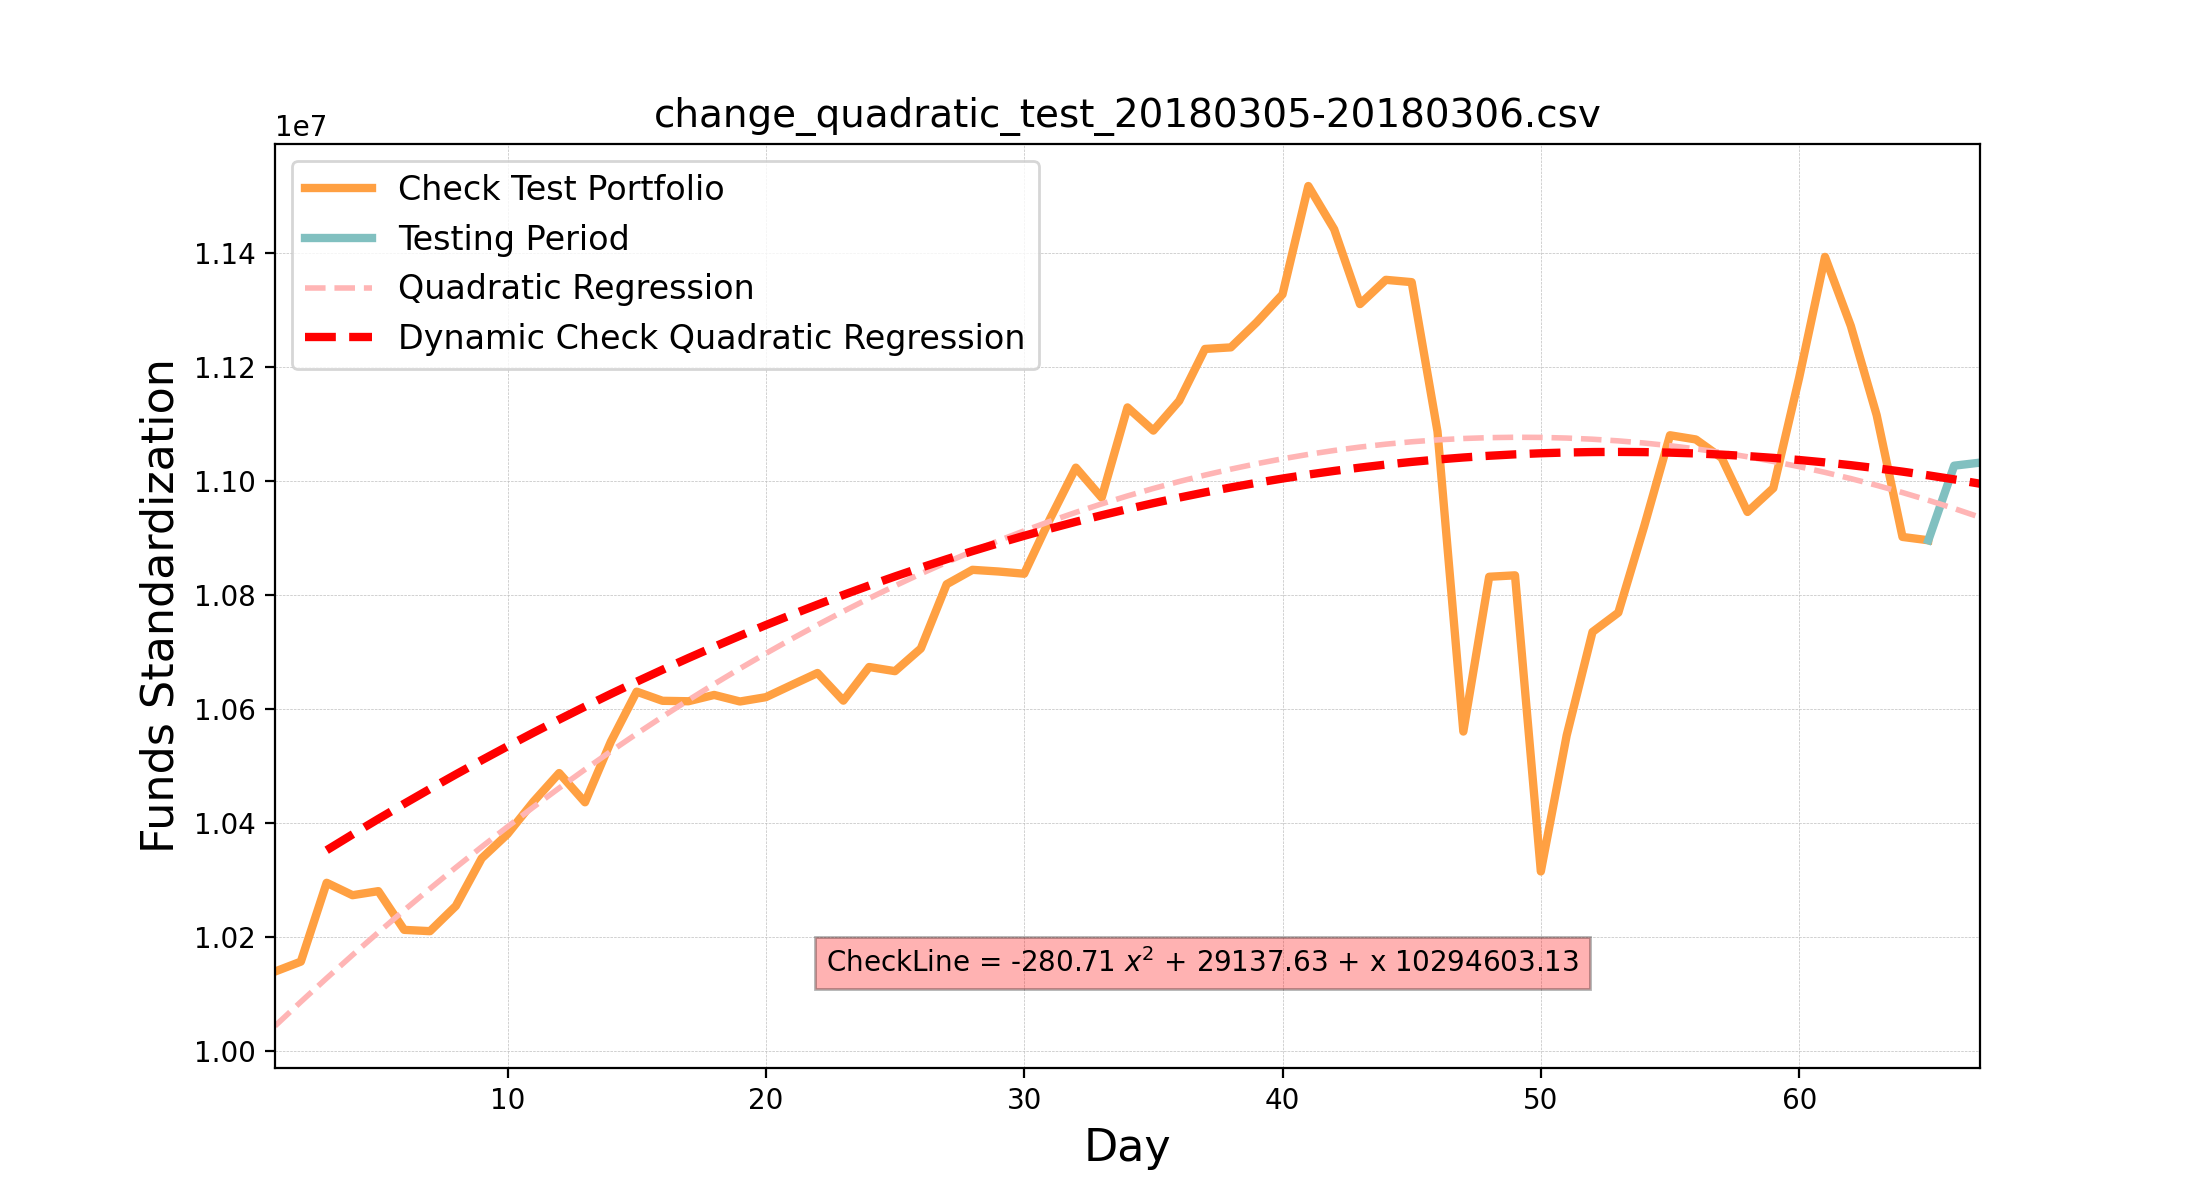 change_quadratic_test_20180305-20180306.csv
1e7
Check Test Portfolio
Testing Period
Quadratic Regression
Dynamic Check Quadratic Regression
Funds Standardization
1.14
1.12
1.10
1.08
1.06
1.04
1.02
1.00
CheckLine = -280.71 x² + 29137.63 + x 10294603.13
10 20 30 40 50 60
Day